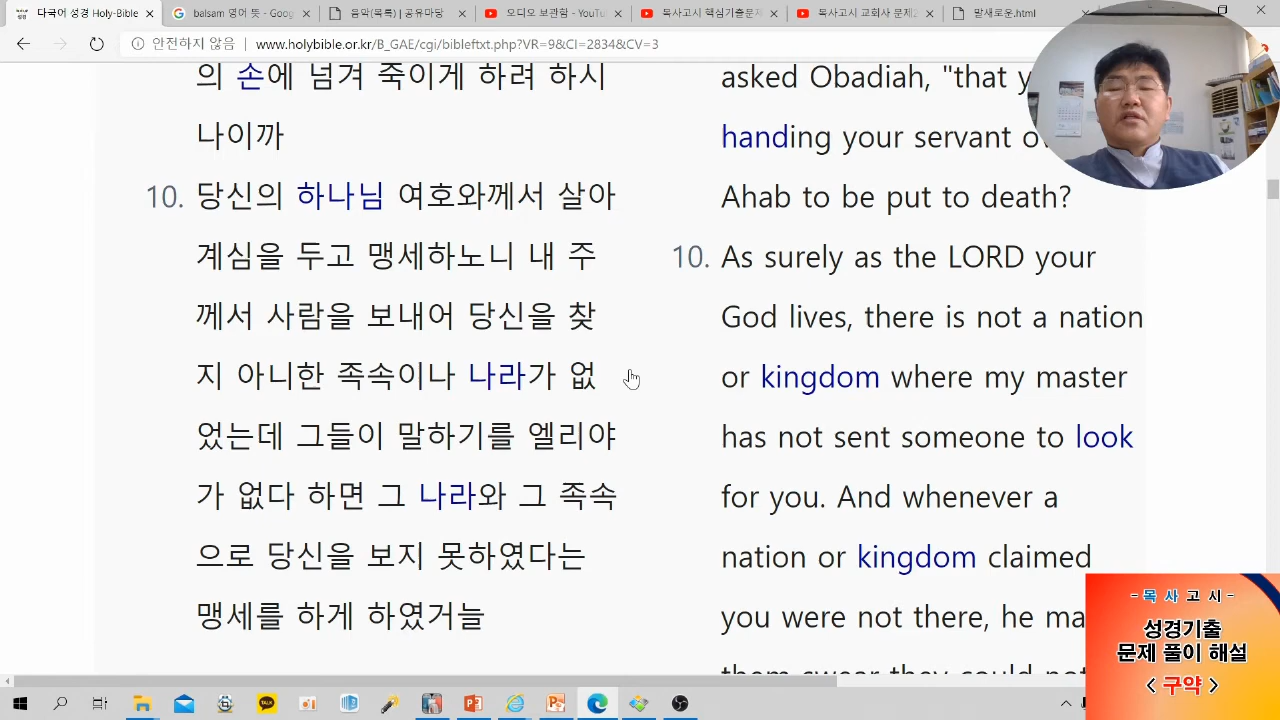 다국어 성경 Holy-Bible
balsam 영어 뜻 - Goog
음악(목록) | 공유마당
오디오 보관함 - YouTu
목사고시 핵심기출문
목사고시 교회사 문제2
말새로운.html
안전하지 않음
www.holybible.or.kr/B_GAE/cgi/bibleftxt.php?VR=9&CI=2834&CV=3
의 손에 넘겨 죽이게 하려 하시
나이까
10. 당신의 하나님 여호와께서 살아
계심을 두고 맹세하노니 내 주
께서 사람을 보내어 당신을 찾
지 아니한 족속이나 나라가 없
었는데 그들이 말하기를 엘리야
가 없다 하면 그 나라와 그 족속
으로 당신을 보지 못하였다는
맹세를 하게 하였거늘
asked Obadiah, "that y
handing your servant ov
Ahab to be put to death?
10. As surely as the LORD your
God lives, there is not a nation
or kingdom where my master
has not sent someone to look
for you. And whenever a
nation or kingdom claimed
you were not there, he ma
them swear they could not
- 목 사 고 시 -
성경기출
문제 풀이 해설
< 구약 >